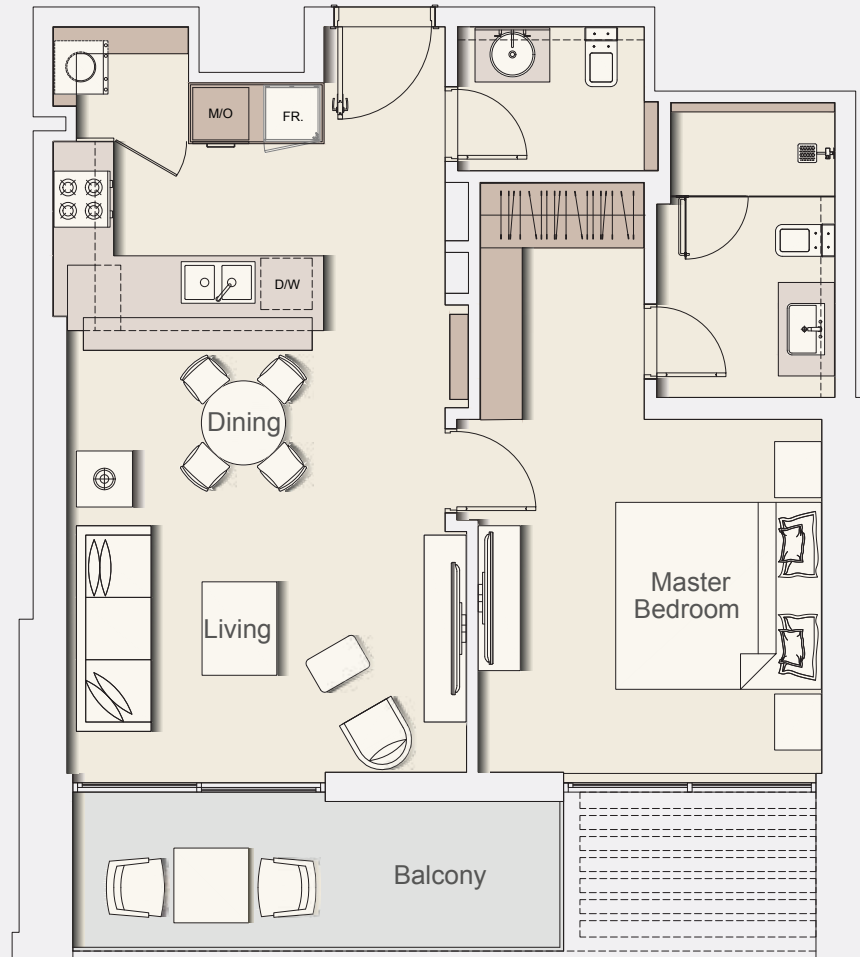 M/O
FR.
D/W
Dining
Master
Bedroom
Living
Balcony